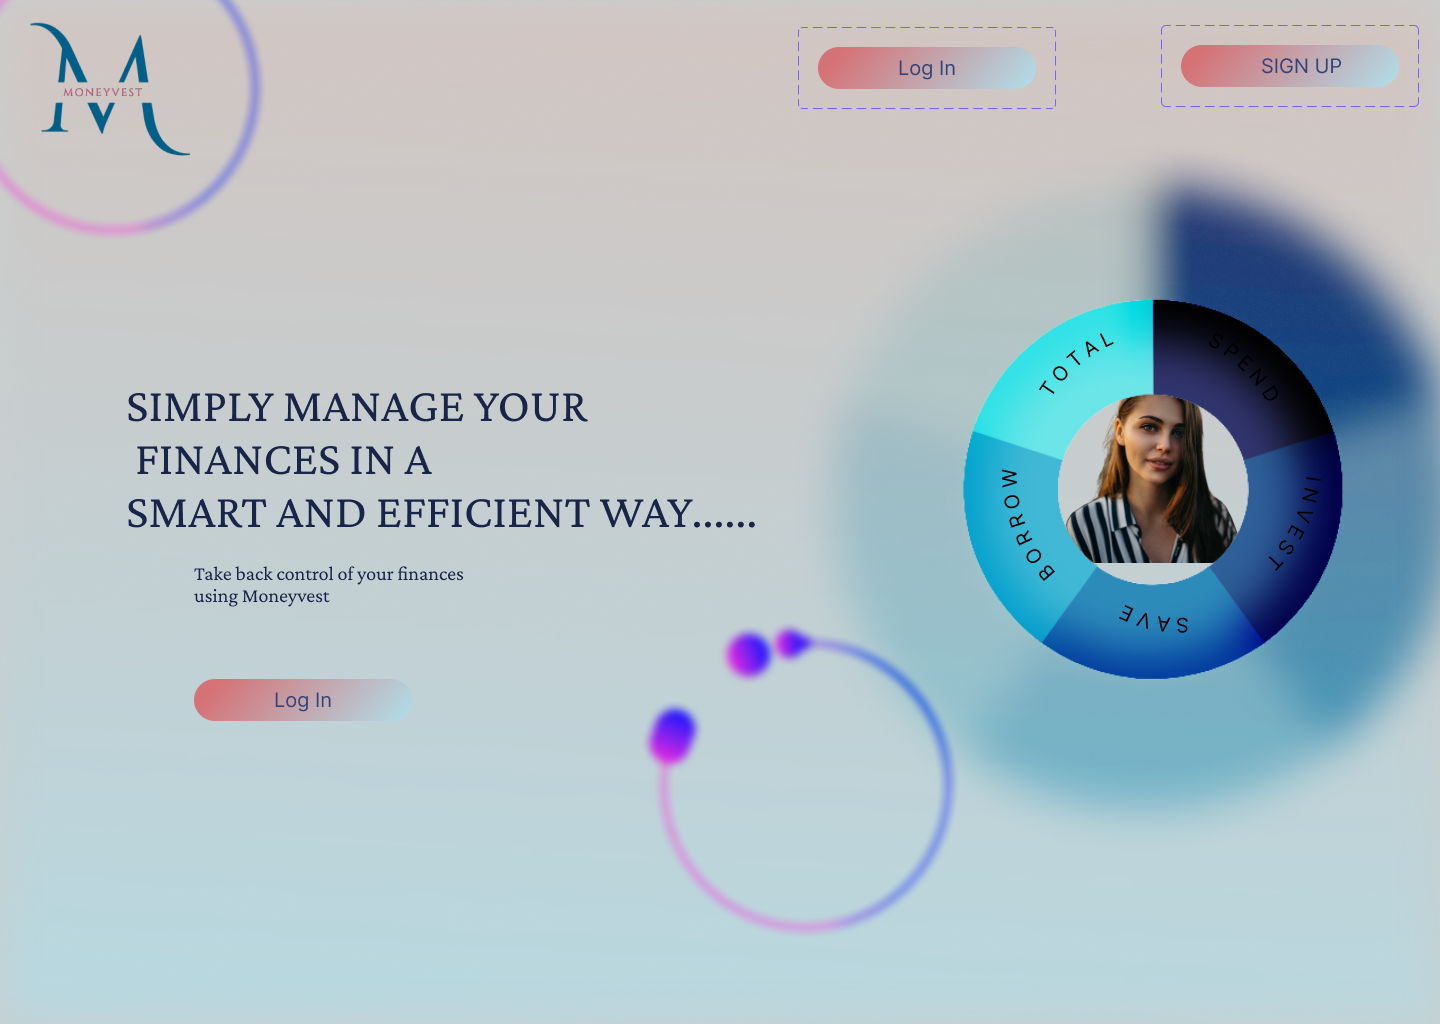 MONEYVEST
Log In
SIGN UP
SIMPLY MANAGE YOUR
FINANCES IN A
SMART AND EFFICIENT WAY......
Take back control of your finances
using Moneyvest
Log In
TOTAL
SPEND
INVEST
SAVE
BORROW